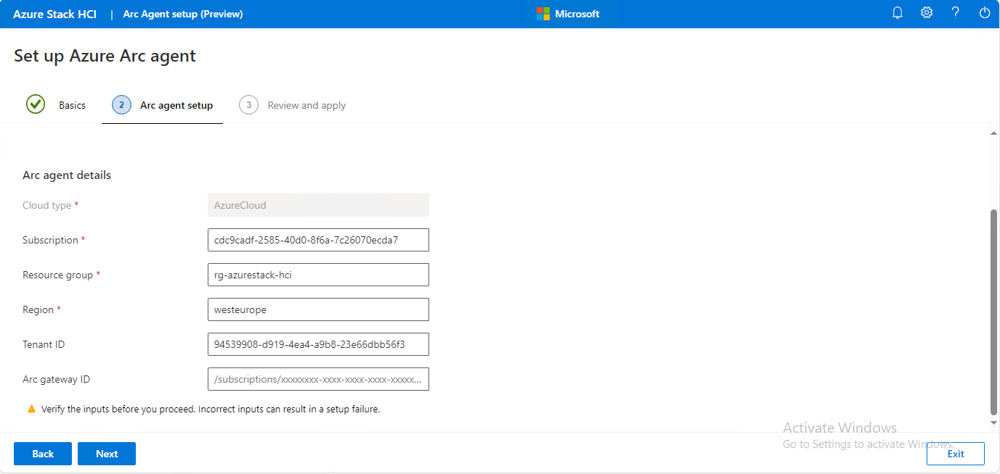 Azure Stack HCI | Arc Agent setup (Preview) Microsoft
Set up Azure Arc agent
Basics 2 Arc agent setup 3 Review and apply
Arc agent details
Cloud type * AzureCloud
Subscription * cdc9cadf-2585-40d0-8f6a-7c26070ecda7
Resource group * rg-azurestack-hci
Region * westeurope
Tenant ID 94539908-d919-4ea4-a9b8-23e66dbb56f3
Arc gateway ID /subscriptions/xxxxxxxx-xxxx-xxxx-xxxx-xxxxx...
Verify the inputs before you proceed. Incorrect inputs can result in a setup failure.
Activate Windows
Go to Settings to activate Windows.
Back Next Exit